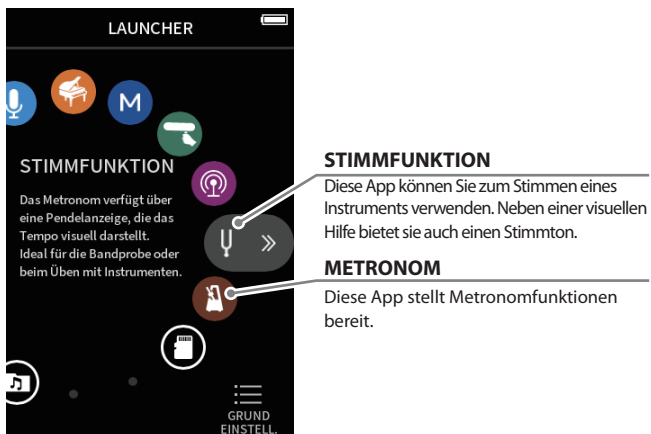 LAUNCHER
M
STIMMFUNKTION
Das Metronom verfügt über
eine Pendelanzeige, die das
Tempo visuell darstellt.
Ideal für die Bandprobe oder
beim Üben mit Instrumenten.
GRUND
EINSTELL.
STIMMFUNKTION
Diese App können Sie zum Stimmen eines
Instruments verwenden. Neben einer visuellen
Hilfe bietet sie auch einen Stimmton.
METRONOM
Diese App stellt Metronomfunktionen
bereit.